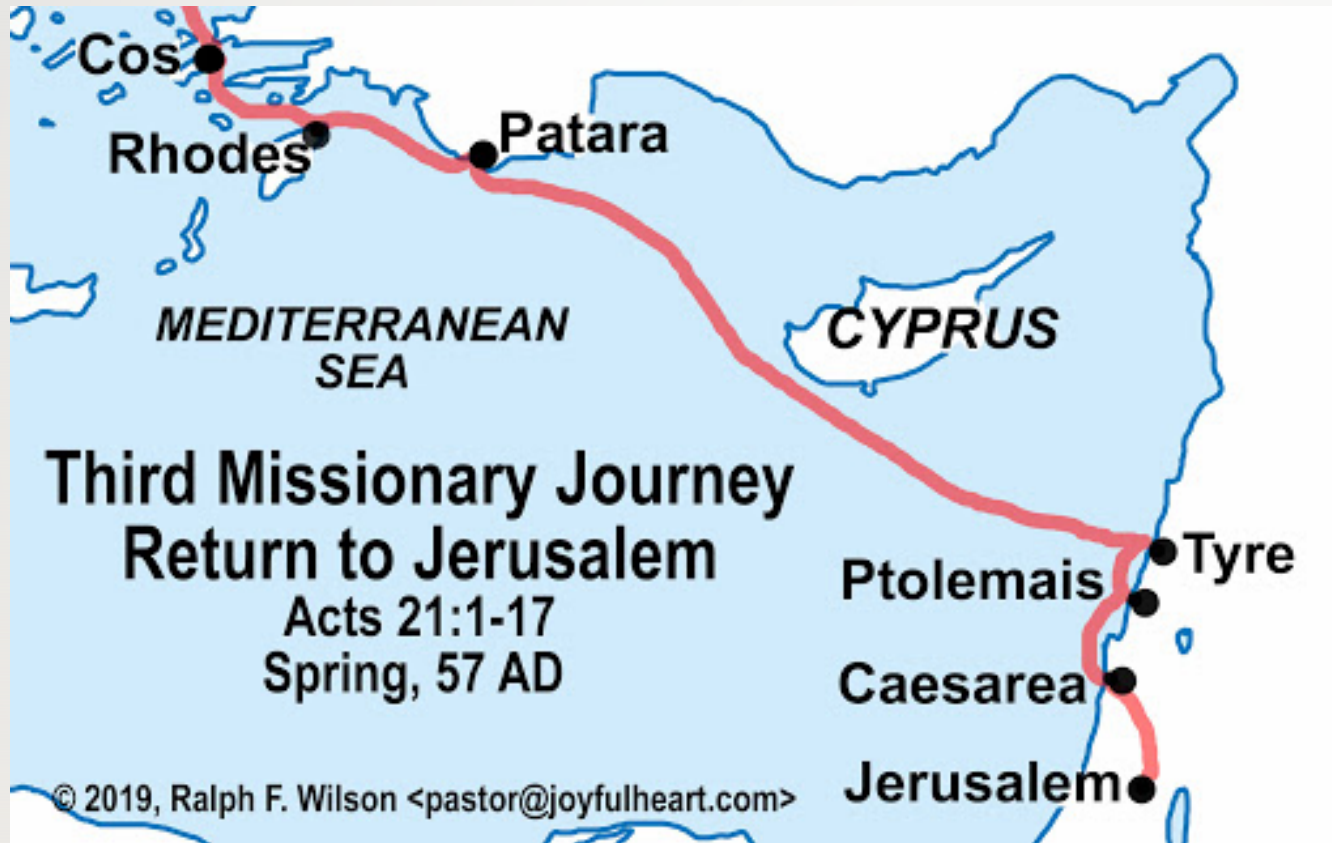 Cos
Rhodes
Patara
MEDITERRANEAN
SEA
CYPRUS
Third Missionary Journey
Return to Jerusalem
Acts 21:1-17
Spring, 57 AD
Tyre
Ptolemais
Caesarea
Jerusalem
© 2019, Ralph F. Wilson <pastor@joyfulheart.com>